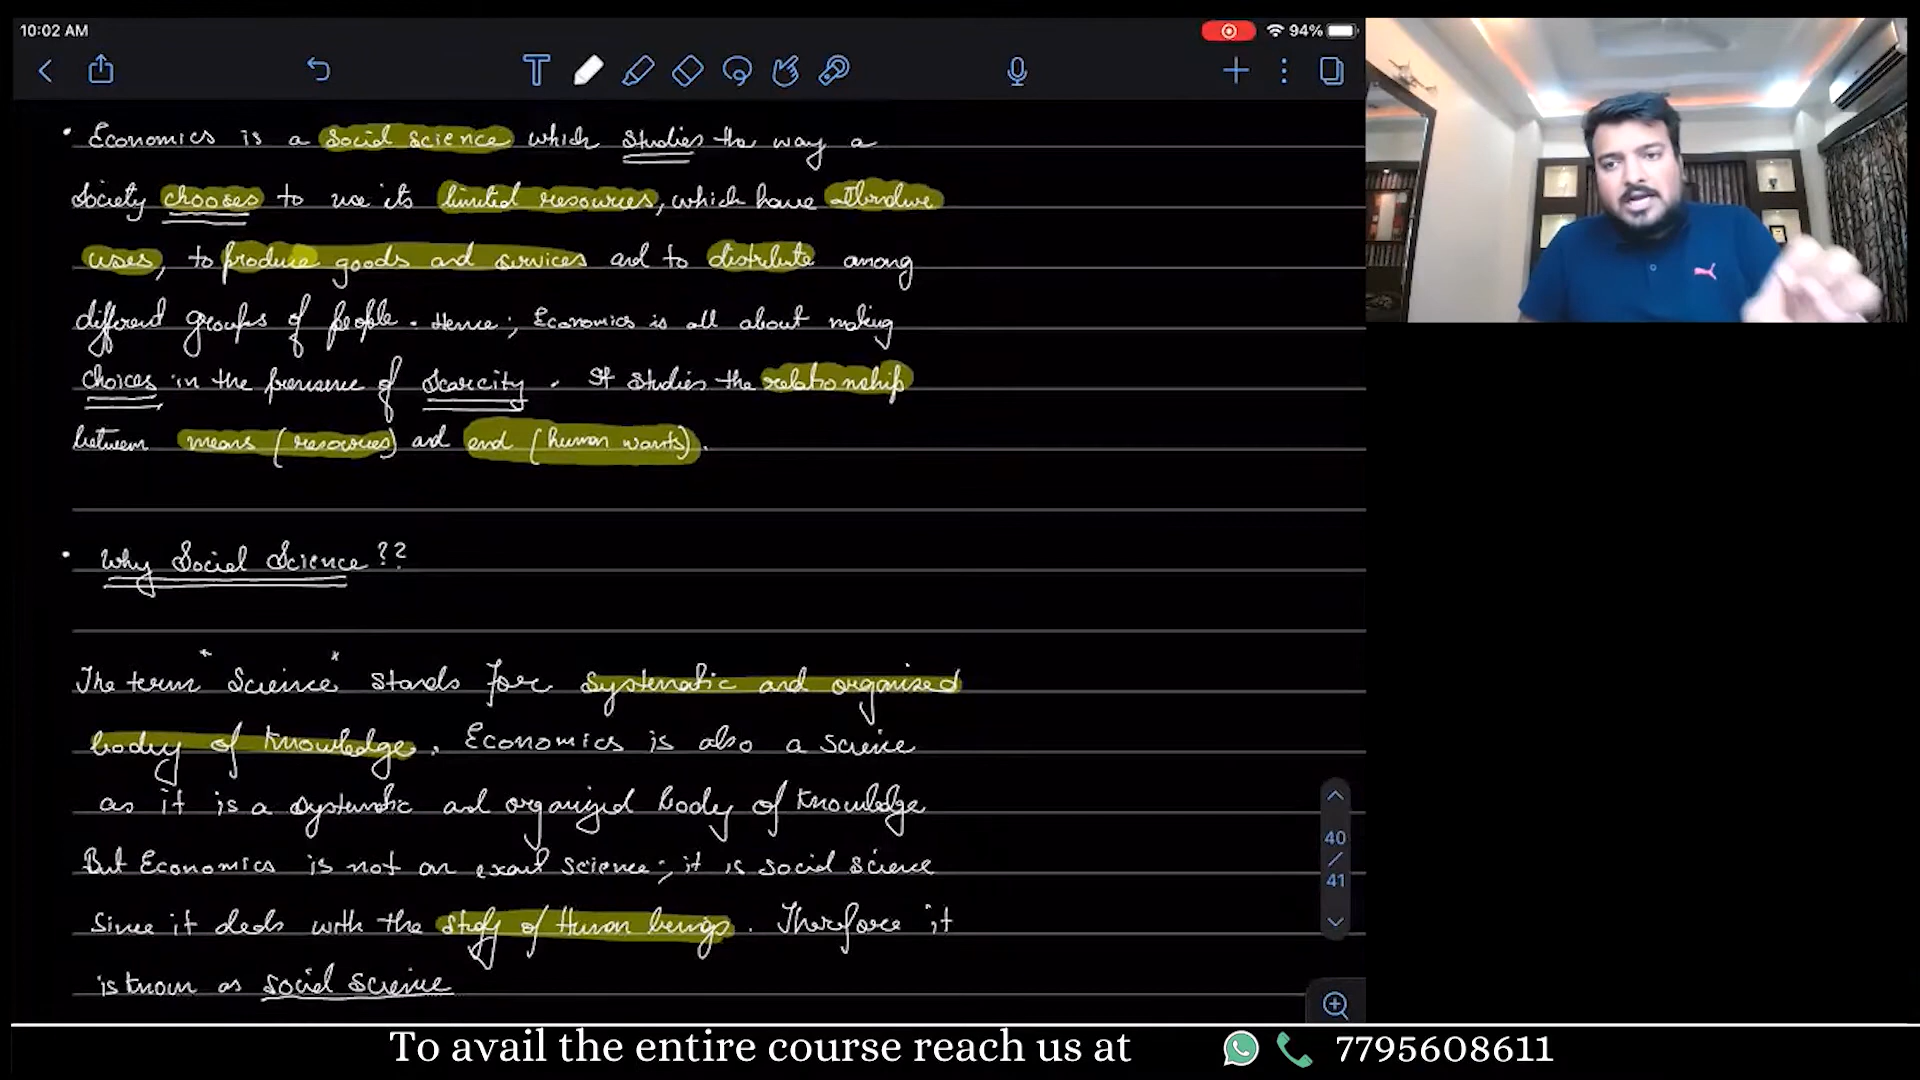 10:02 AM
94%
• Economics is a social science which studies the way a
society chooses to use its limited resources, which have
uses, to produce goods and services and to distribute among
different groups of people. Hence; Economics is all about making
choices in the presence of scarcity. It studies the relationship
between means (resources) and end (human wants).
• Why Social Science??
The term "Science" stands for systematic and organised
body of knowledge. Economics is also a science
as it is a systematic and organized body of knowledge
But Economics is not an exact science; it is social science
Since it deals with the study of Human beings. Therefore it
is known as social science
40
/
41
To avail the entire course reach us at 7795608611